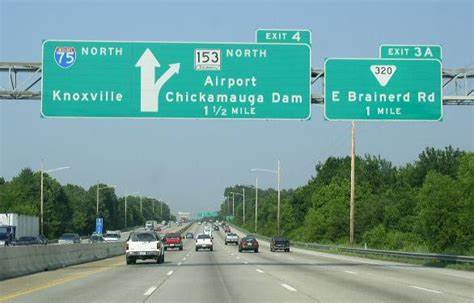 EXIT 4
75 NORTH 153 NORTH
Airport
Knoxville Chickamauga Dam
1 ½ MILE
EXIT 3A
320
E Brainerd Rd
1 MILE